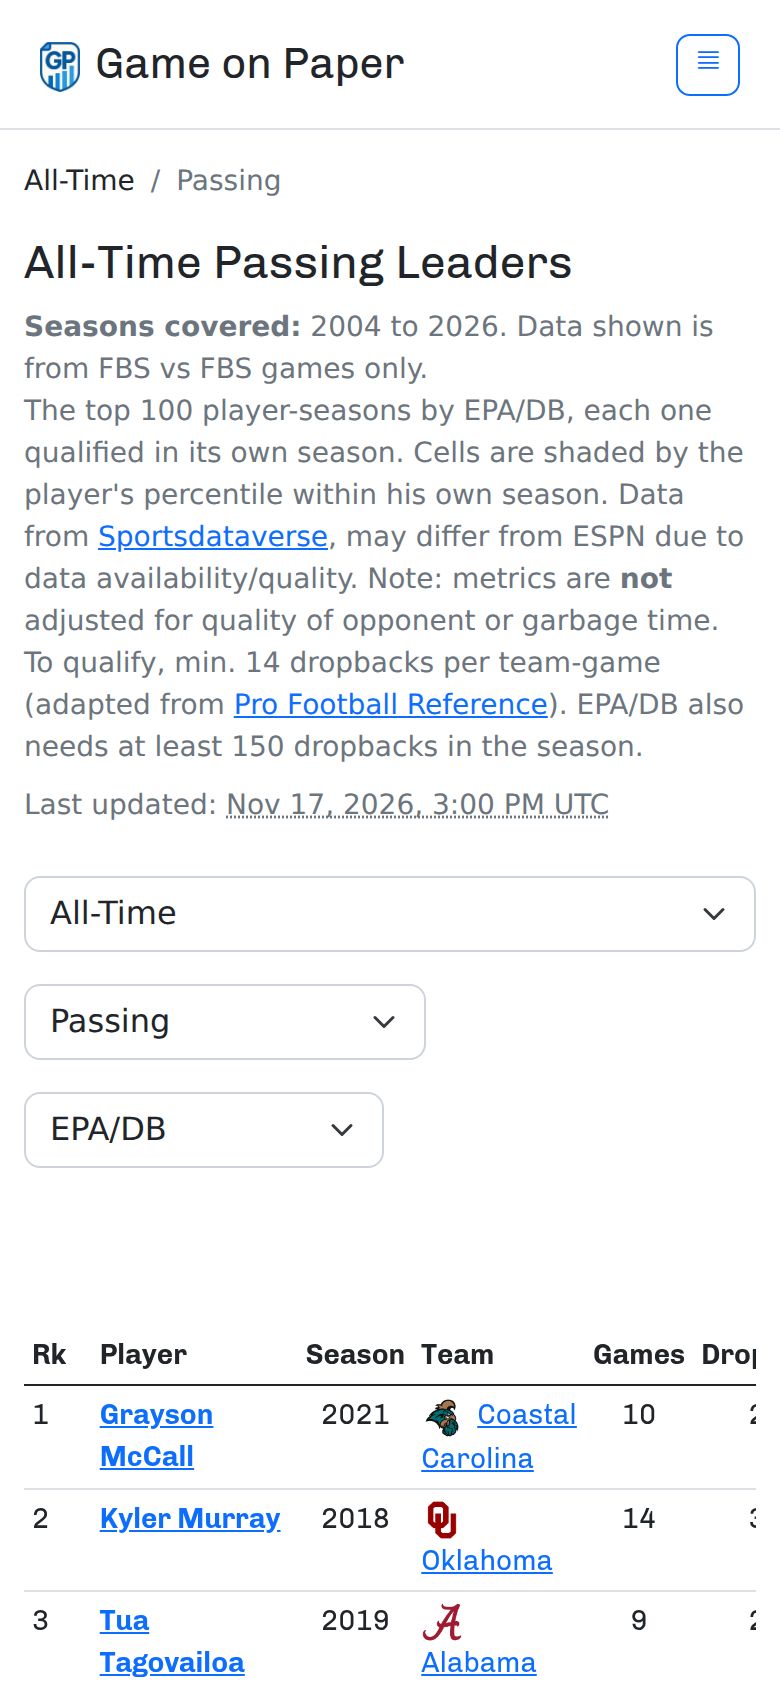 GP Game on Paper
All-Time / Passing
All-Time Passing Leaders
Seasons covered: 2004 to 2026. Data shown is
from FBS vs FBS games only.
The top 100 player-seasons by EPA/DB, each one
qualified in its own season. Cells are shaded by the
player's percentile within his own season. Data
from Sportsdataverse, may differ from ESPN due to
data availability/quality. Note: metrics are not
adjusted for quality of opponent or garbage time.
To qualify, min. 14 dropbacks per team-game
(adapted from Pro Football Reference). EPA/DB also
needs at least 150 dropbacks in the season.
Last updated: Nov 17, 2026, 3:00 PM UTC
All-Time
Passing
EPA/DB
Rk Player Season Team Games
1 Grayson McCall 2021 Coastal Carolina 10
2 Kyler Murray 2018 OU Oklahoma 14
3 Tua Tagovailoa 2019 A Alabama 9